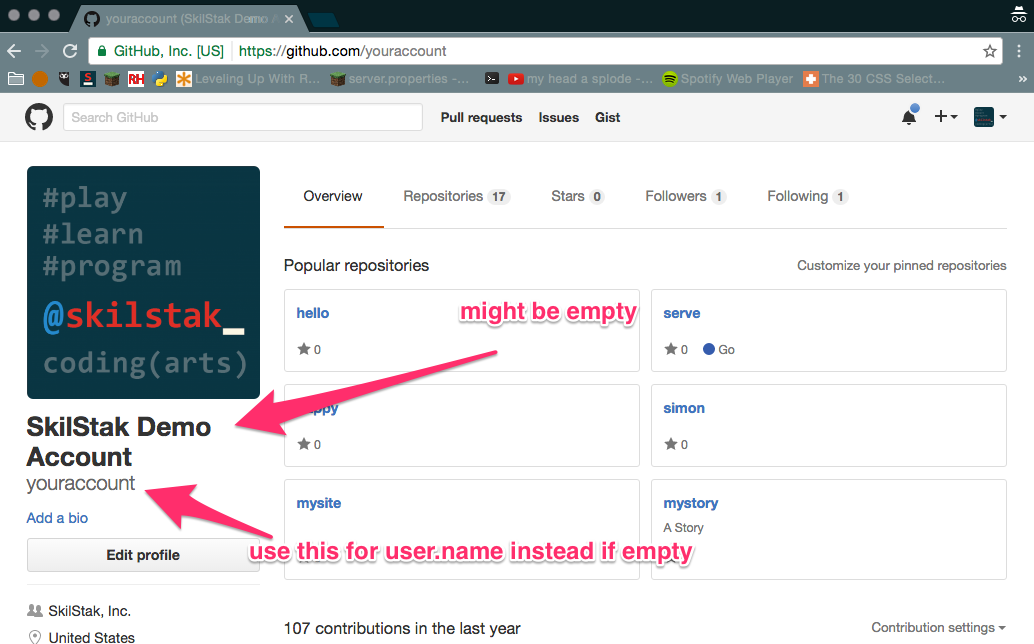 youraccount (SkilStak Demo A
GitHub, Inc. [US] https://github.com/youraccount
Leveling Up With R... server.properties -... my head a splode -... Spotify Web Player The 30 CSS Select... »
Search GitHub Pull requests Issues Gist
#play
#learn
#program
@skilstak_
coding(arts)
Overview Repositories 17 Stars 0 Followers 1 Following 1
Popular repositories Customize your pinned repositories
hello
0
might be empty
serve
0 Go
ppy
0
simon
0
SkilStak Demo
Account
youraccount
Add a bio
Edit profile
mysite
mystory
A Story
use this for user.name instead if empty
SkilStak, Inc.
United States
107 contributions in the last year Contribution settings